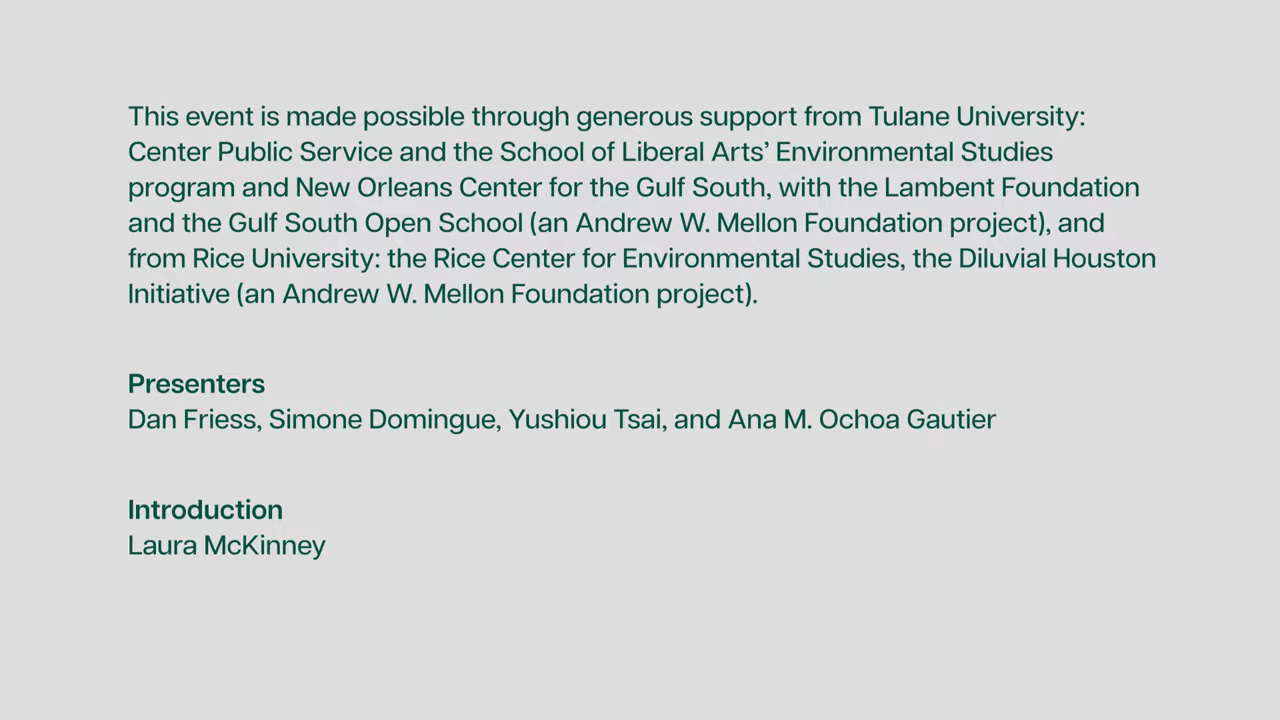 This event is made possible through generous support from Tulane University:
Center Public Service and the School of Liberal Arts’ Environmental Studies
program and New Orleans Center for the Gulf South, with the Lambent Foundation
and the Gulf South Open School (an Andrew W. Mellon Foundation project), and
from Rice University: the Rice Center for Environmental Studies, the Diluvial Houston
Initiative (an Andrew W. Mellon Foundation project).
Presenters
Dan Friess, Simone Domingue, Yushiou Tsai, and Ana M. Ochoa Gautier
Introduction
Laura McKinney